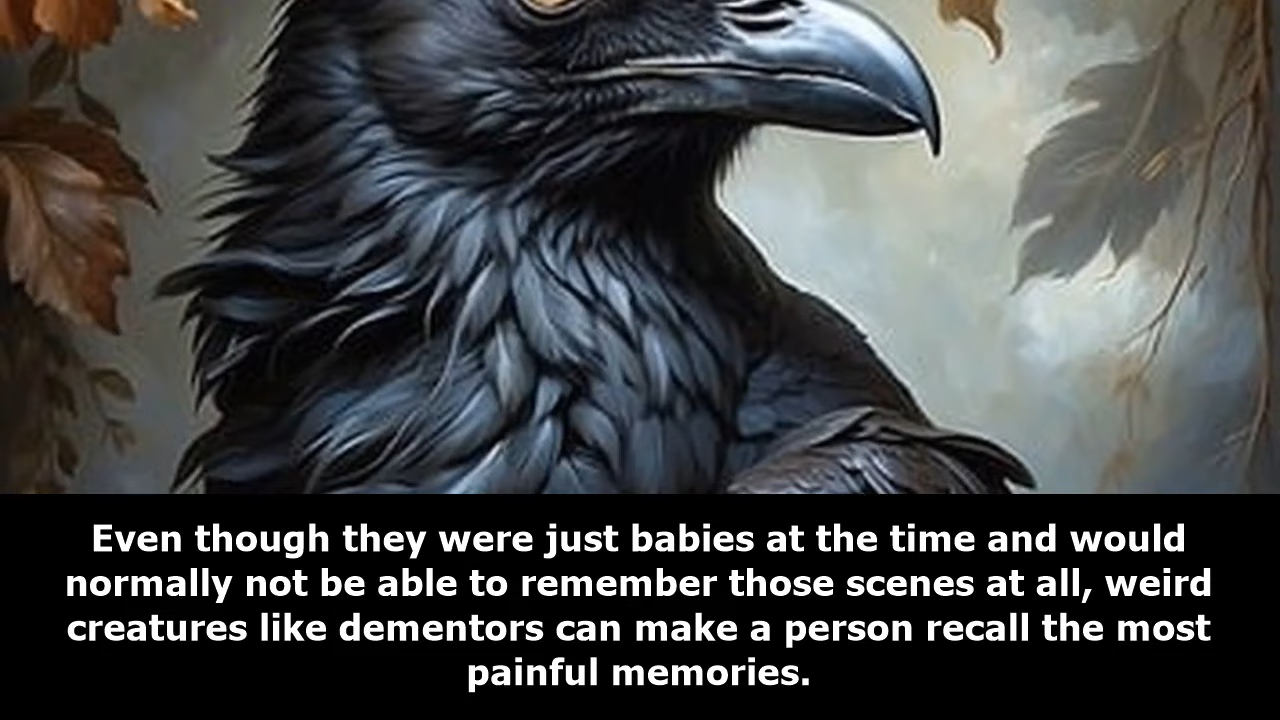 Even though they were just babies at the time and would
normally not be able to remember those scenes at all, weird
creatures like dementors can make a person recall the most
painful memories.